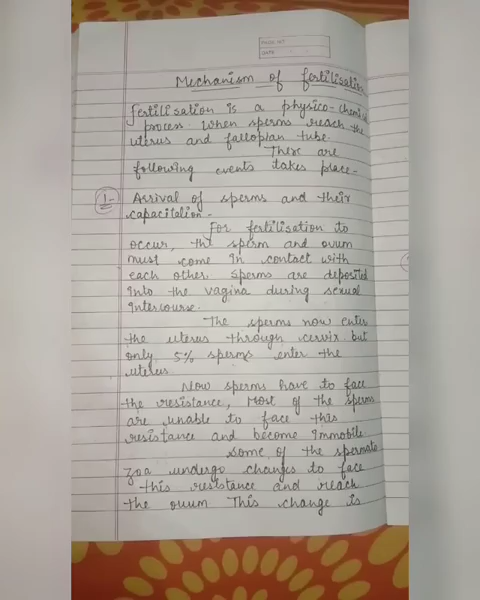 PAGE NO.
DATE
Mechanism of fertilisation
fertilisation is a physico-chemical
process when sperms reach the
uterus and fallopian tube.
There are
following events takes place-
1- Arrival of sperms and their
capacitation-
For fertilisation to
occur, the sperm and ovum
must come in contact with
each other. Sperms are deposited
into the vagina during sexual
intercourse.
The sperms now enter
the uterus through cervix but
only 5% sperms enter the
uterus.
Now sperms have to face
the resistance, Most of the sperms
are unable to face this
resistance and become immobile.
Some of the spermato
zoa undergo changes to face
this resistance and reach
the ovum This change is